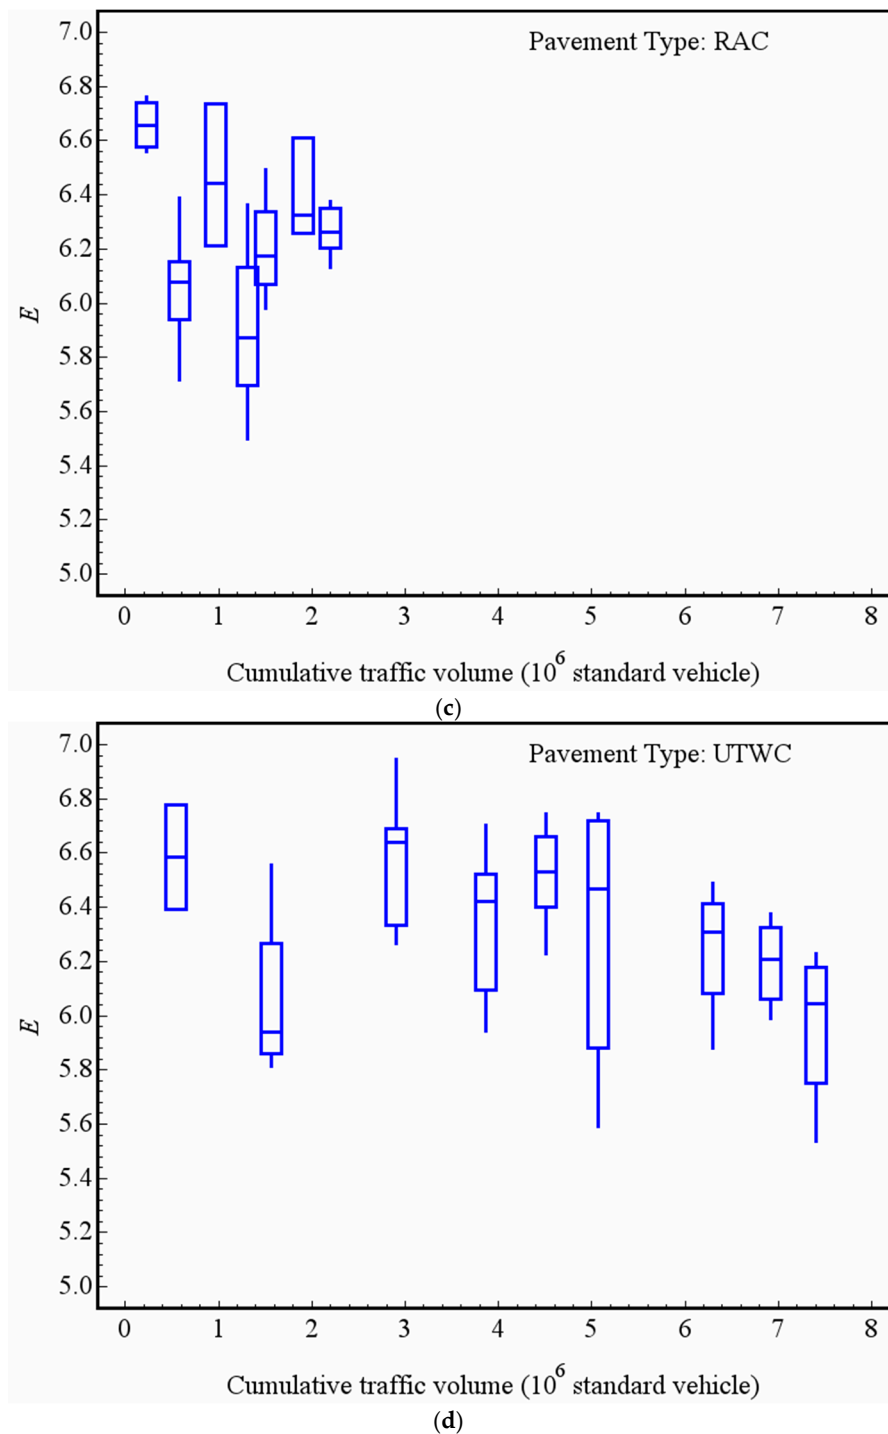 Pavement Type: RAC
7.0
6.8
6.6
6.4
6.2
6.0
5.8
5.6
5.4
5.2
5.0
E
0 1 2 3 4 5 6 7 8
Cumulative traffic volume (10⁶ standard vehicle)
(c)
Pavement Type: UTWC
7.0
6.8
6.6
6.4
6.2
6.0
5.8
5.6
5.4
5.2
5.0
E
0 1 2 3 4 5 6 7 8
Cumulative traffic volume (10⁶ standard vehicle)
(d)